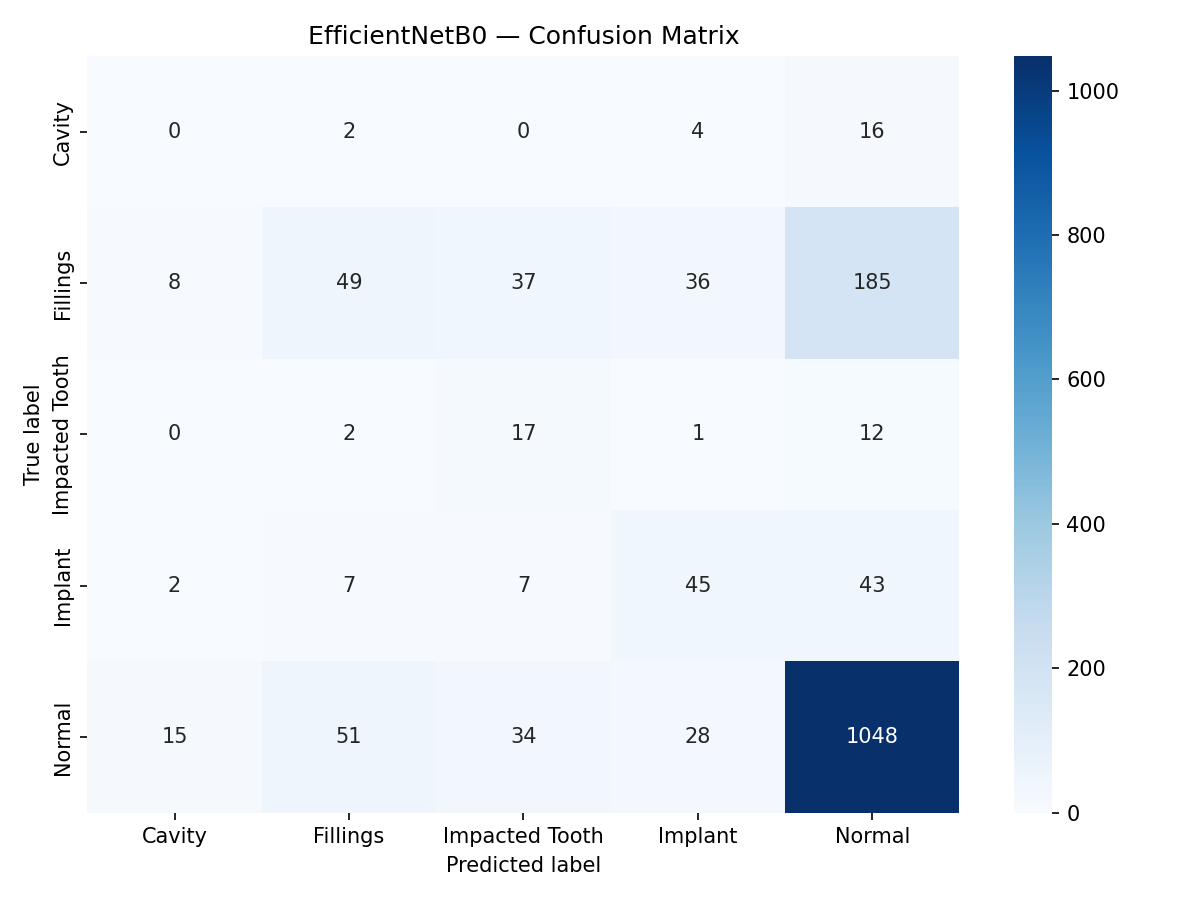 EfficientNetB0 — Confusion Matrix
True label
Cavity 0 2 0 4 16
Fillings 8 49 37 36 185
Impacted Tooth 0 2 17 1 12
Implant 2 7 7 45 43
Normal 15 51 34 28 1048
Cavity Fillings Impacted Tooth Implant Normal
Predicted label
1000
800
600
400
200
0